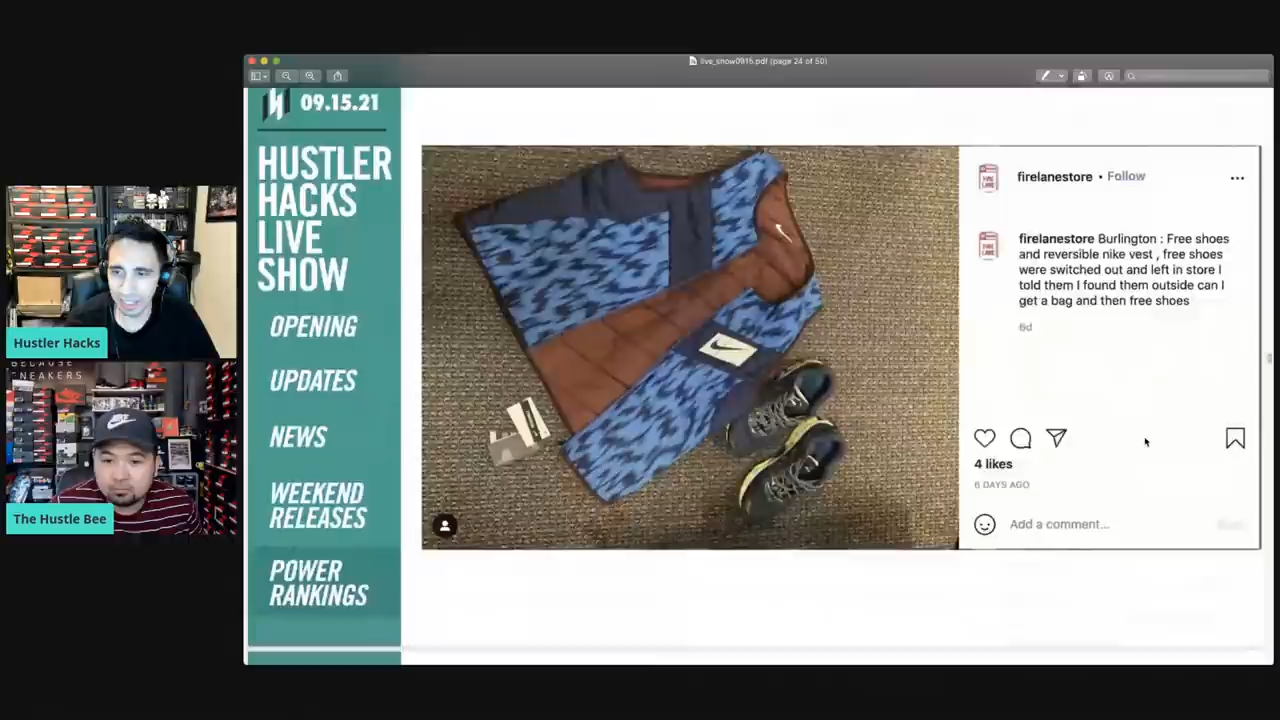 live_snow0915.pdf (page 24 of 50)
09.15.21
HUSTLER
HACKS
LIVE
SHOW
OPENING
UPDATES
NEWS
WEEKEND
RELEASES
POWER
RANKINGS
firelanestore • Follow
firelanestore Burlington : Free shoes
and reversible nike vest , free shoes
were switched out and left in store I
told them I found them outside can I
get a bag and then free shoes
6d
4 likes
6 DAYS AGO
Add a comment...
Hustler Hacks
BECAUSE
SNEAKERS
The Hustle Bee